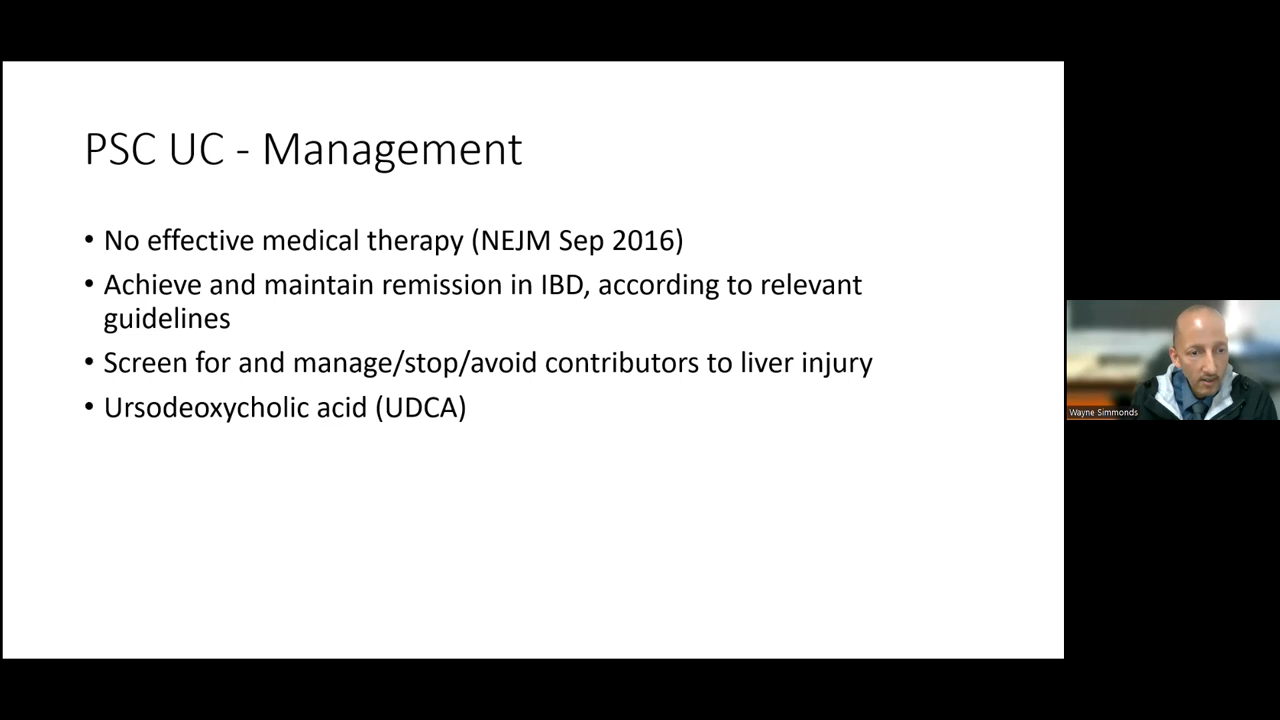 PSC UC - Management
• No effective medical therapy (NEJM Sep 2016)
• Achieve and maintain remission in IBD, according to relevant
guidelines
• Screen for and manage/stop/avoid contributors to liver injury
• Ursodeoxycholic acid (UDCA)
Wayne Simmonds